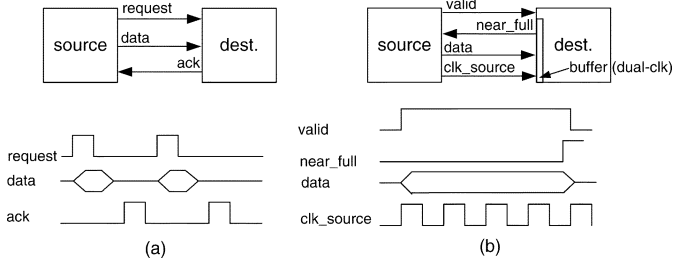 request
source
data
dest.
ack
request
data
ack
(a)
valid
near_full
source
data
dest.
clk_source
buffer (dual-clk)
valid
near_full
data
clk_source
(b)